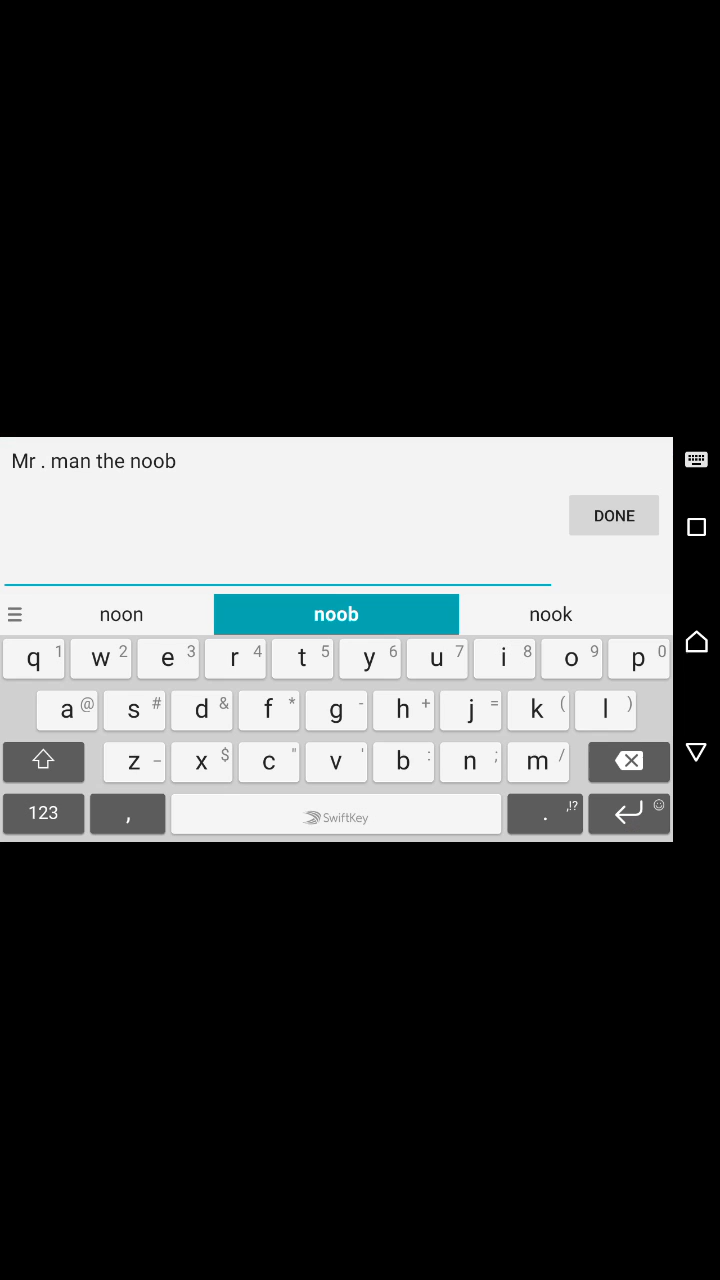 Mr . man the noob
DONE
noon noob nook
q 1 w 2 e 3 r 4 t 5 y 6 u 7 i 8 o 9 p 0
a @ s # d & f * g - h + j = k ( l )
z _ x $ c " v ' b : n ; m /
123 , SwiftKey . ,!?